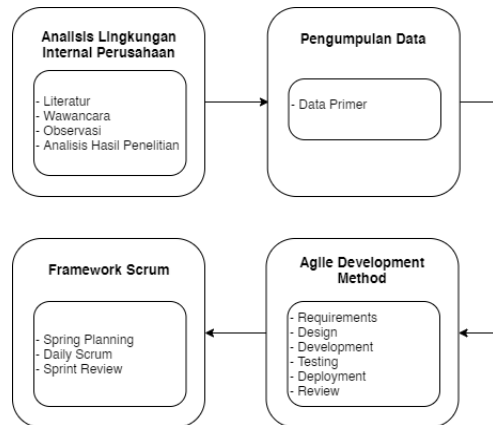 Analisis Lingkungan
Internal Perusahaan
- Literatur
- Wawancara
- Observasi
- Analisis Hasil Penelitian
Pengumpulan Data
- Data Primer
Agile Development
Method
- Requirements
- Design
- Development
- Testing
- Deployment
- Review
Framework Scrum
- Spring Planning
- Daily Scrum
- Sprint Review